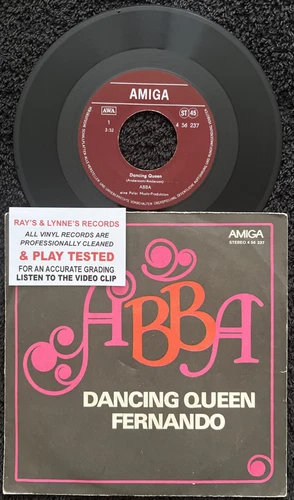 AMIGA
AWA
ST 45
1
3:52
4 56 237
Dancing Queen
(Andersson-Anderson)
ABBA
eine Polar Music-Produktion
RAY'S & LYNNE'S RECORDS
ALL VINYL RECORDS ARE
PROFESSIONALLY CLEANED
& PLAY TESTED
FOR AN ACCURATE GRADING
LISTEN TO THE VIDEO CLIP
AMIGA
STEREO 4 56 237
ABBA
DANCING QUEEN
FERNANDO